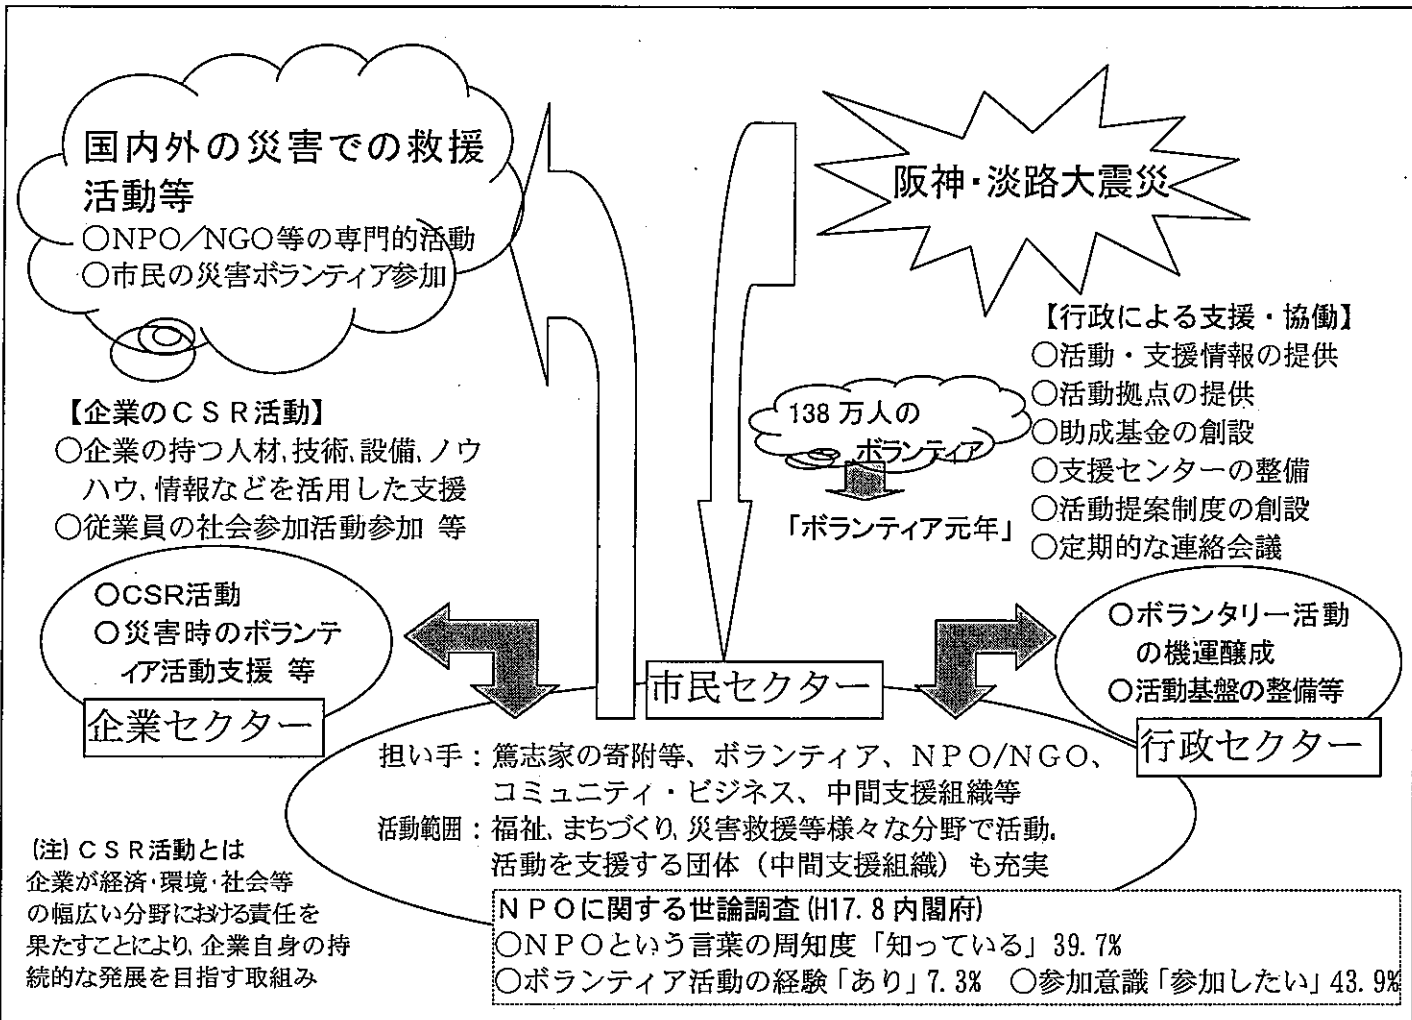 国内外の災害での救援
活動等
○NPO／NGO等の専門的活動
○市民の災害ボランティア参加
阪神・淡路大震災
【行政による支援・協働】
○活動・支援情報の提供
○活動拠点の提供
○助成基金の創設
○支援センターの整備
○活動提案制度の創設
○定期的な連絡会議
138万人の
ボランティア
「ボランティア元年」
【企業のＣＳＲ活動】
○企業の持つ人材、技術、設備、ノウ
ハウ、情報などを活用した支援
○従業員の社会参加活動参加 等
○CSR活動
○災害時のボランテ
ィア活動支援 等
企業セクター
市民セクター
○ボランタリー活動
の機運醸成
○活動基盤の整備等
行政セクター
担い手：篤志家の寄附等、ボランティア、ＮＰＯ/ＮＧＯ、
コミュニティ・ビジネス、中間支援組織等
活動範囲：福祉、まちづくり、災害救援等様々な分野で活動。
活動を支援する団体（中間支援組織）も充実
(注)ＣＳＲ活動とは
企業が経済・環境・社会等
の幅広い分野における責任を
果たすことにより、企業自身の持
続的な発展を目指す取組み
ＮＰＯに関する世論調査(H17.8内閣府)
○ＮＰＯという言葉の周知度「知っている」39.7%
○ボランティア活動の経験「あり」7.3% ○参加意識「参加したい」43.9%